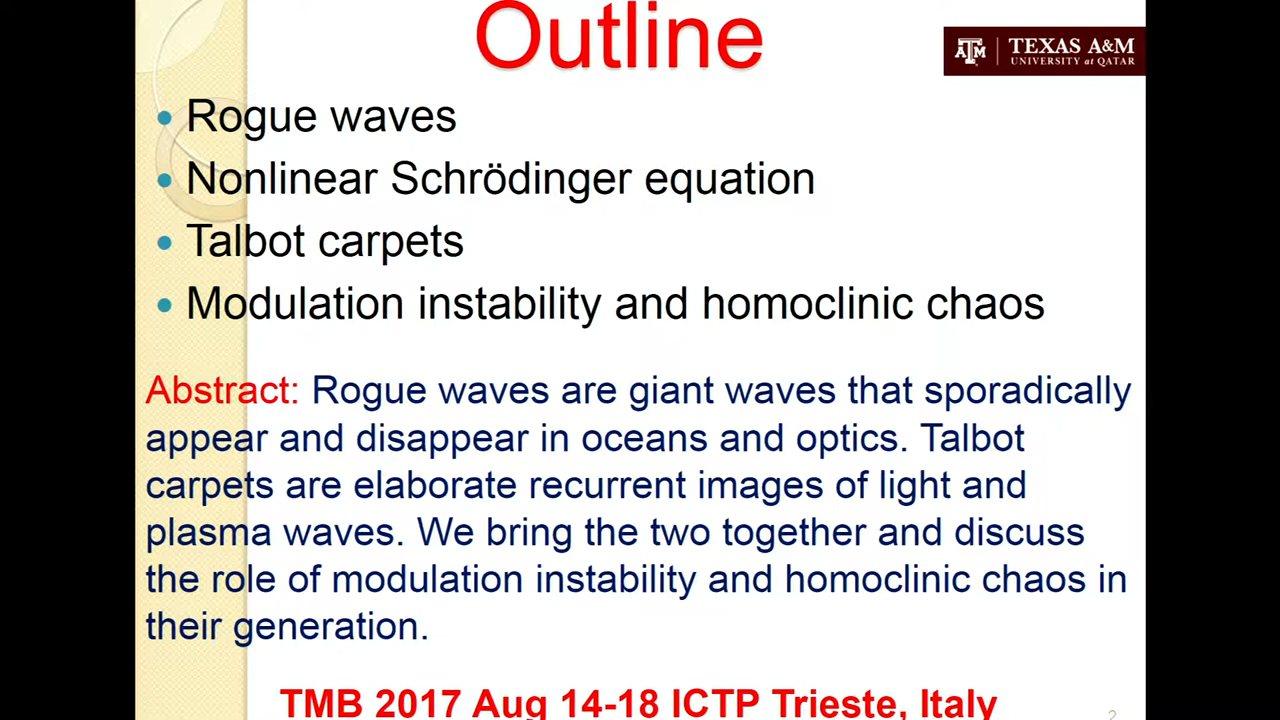 Outline
ATM | TEXAS A&M
UNIVERSITY at QATAR
• Rogue waves
• Nonlinear Schrödinger equation
• Talbot carpets
• Modulation instability and homoclinic chaos
Abstract: Rogue waves are giant waves that sporadically
appear and disappear in oceans and optics. Talbot
carpets are elaborate recurrent images of light and
plasma waves. We bring the two together and discuss
the role of modulation instability and homoclinic chaos in
their generation.
TMB 2017 Aug 14-18 ICTP Trieste, Italy
2